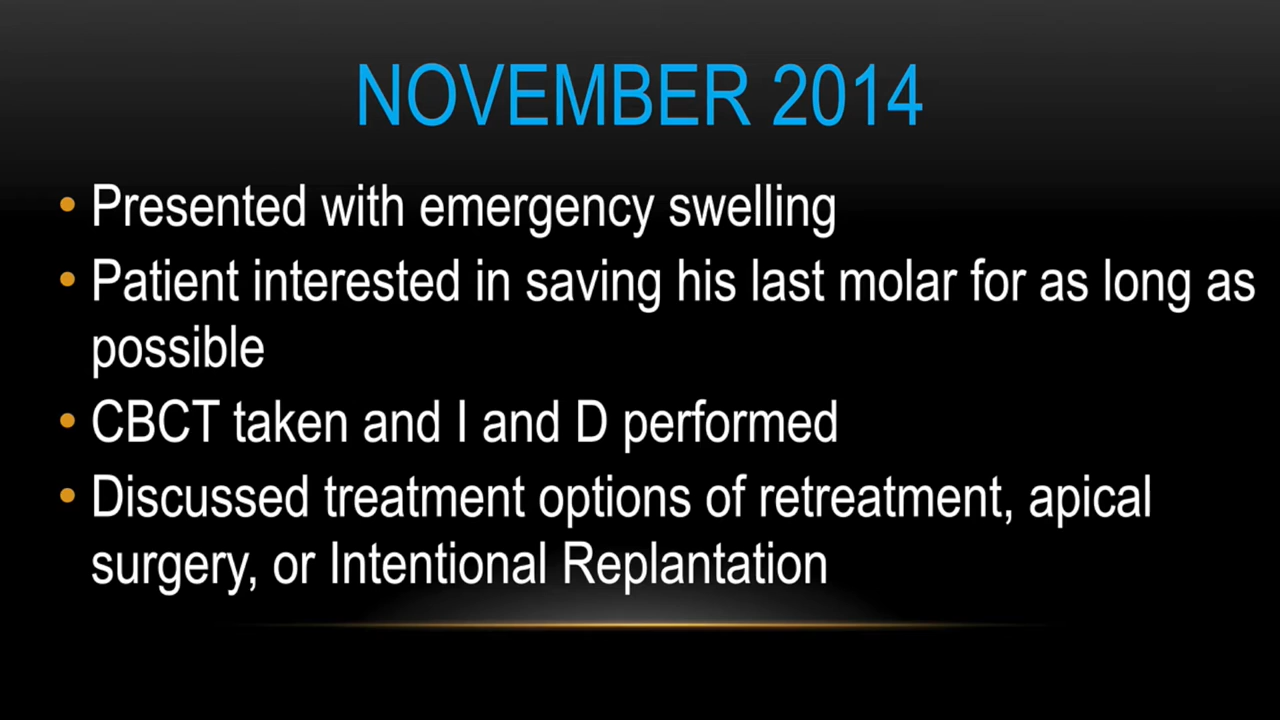 NOVEMBER 2014
• Presented with emergency swelling
• Patient interested in saving his last molar for as long as
possible
• CBCT taken and I and D performed
• Discussed treatment options of retreatment, apical
surgery, or Intentional Replantation